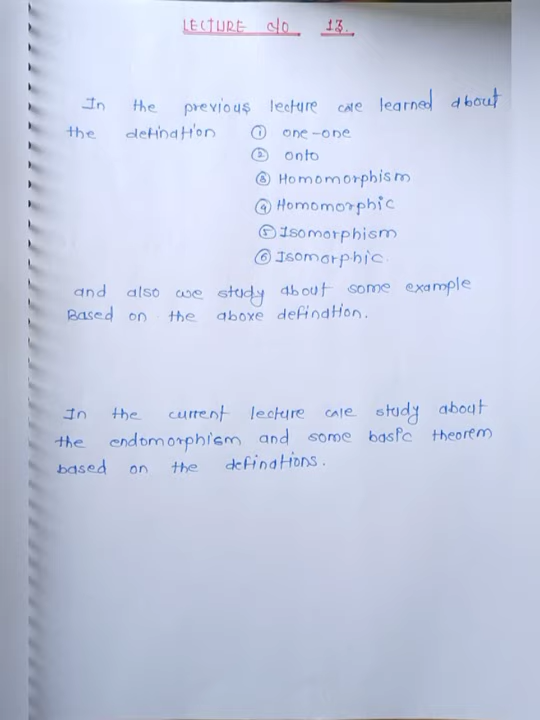 LECTURE NO 13.
In the previous lecture we learned about
the defination ① one-one
② onto
③ Homomorphism
④ Homomorphic
⑤ Isomorphism
⑥ Isomorphic.
and also we study about some example
Based on the above defination.
In the current lecture we study about
the endomorphism and some basic theorem
based on the definations.